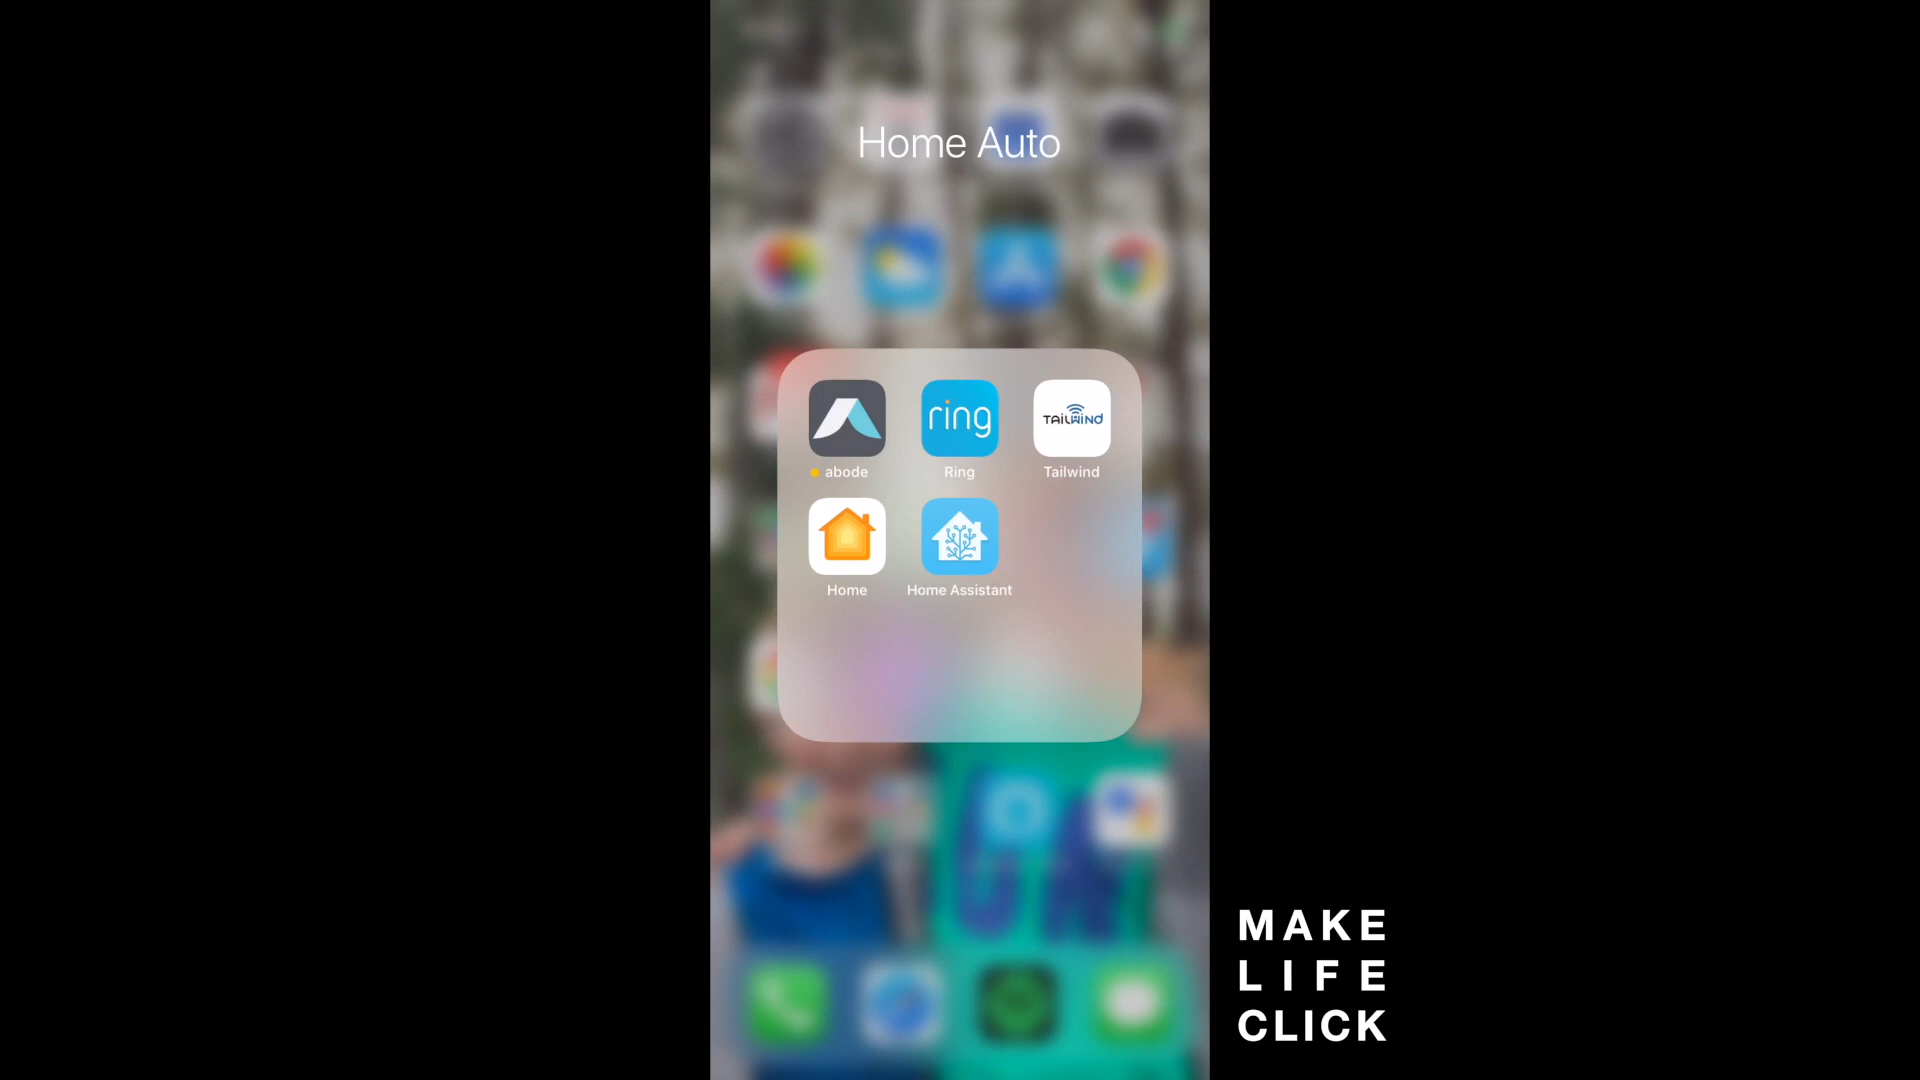 Home Auto
ring
TAILWIND
abode
Ring
Tailwind
Home
Home Assistant
MAKE
LIFE
CLICK